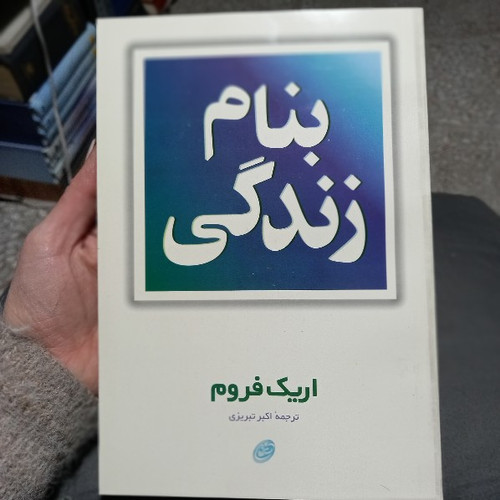 بنام
زندگی
اریک فروم
ترجمهٔ اکبر تبریزی